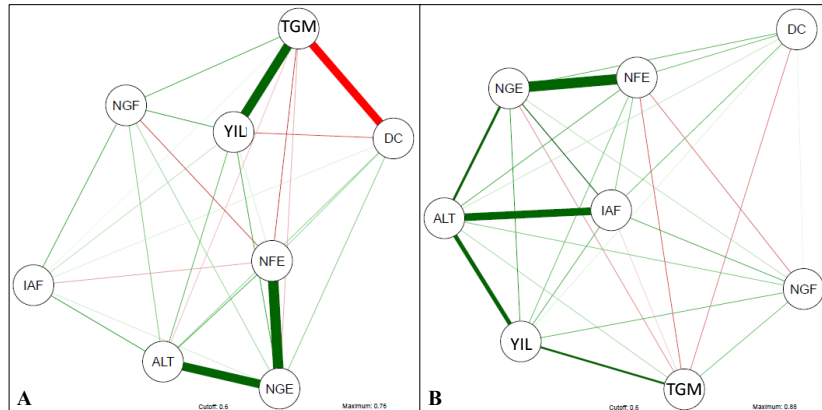 TGM
NGF
YIL
DC
NFE
IAF
ALT
NGE
A
Cutoff: 0.6
Maximum: 0.76
DC
NFE
NGE
IAF
ALT
NGF
YIL
TGM
B
Cutoff: 0.6
Maximum: 0.88